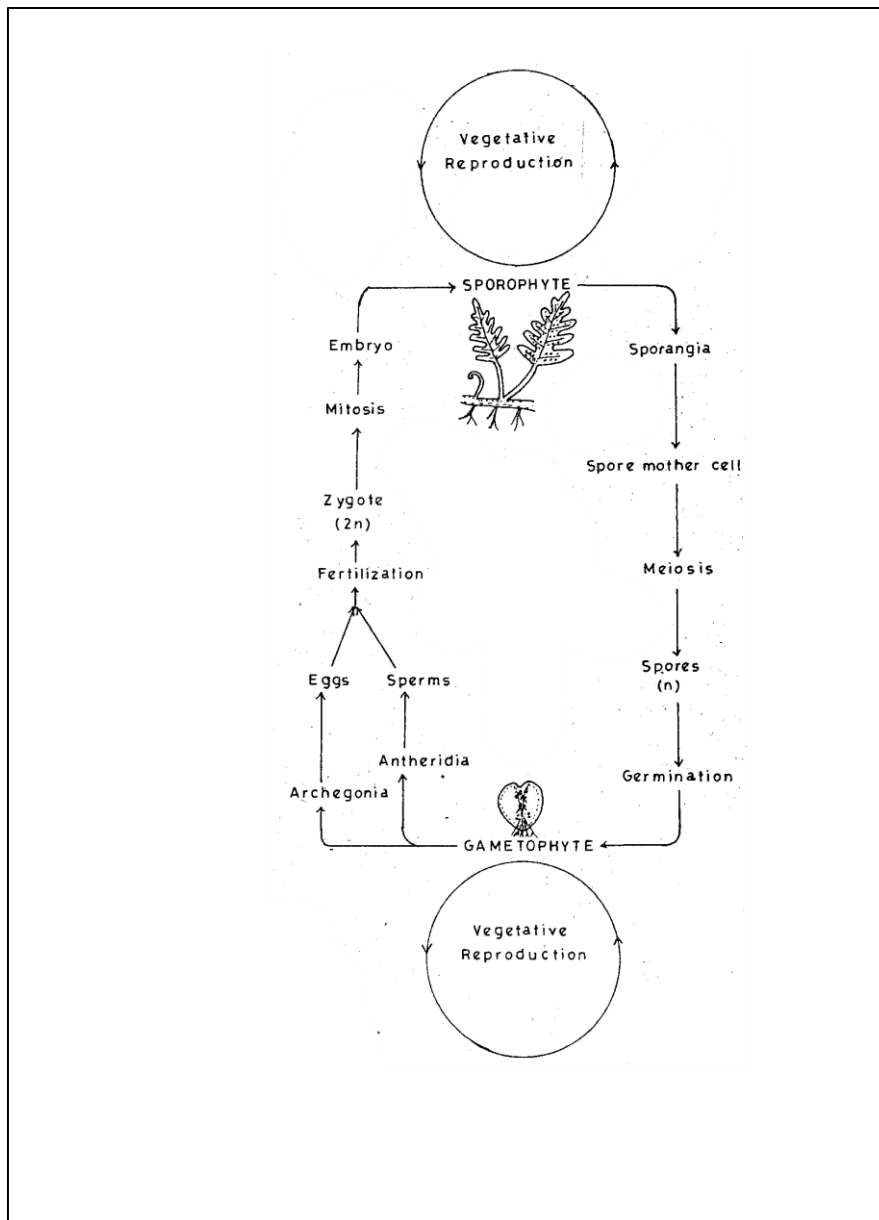 Vegetative
Reproduction
SPOROPHYTE
Embryo
Sporangia
Mitosis
Spore mother cell
Zygote
(2n)
Meiosis
Fertilization
Spores
(n)
Eggs
Sperms
Antheridia
Germination
Archegonia
GAMETOPHYTE
Vegetative
Reproduction